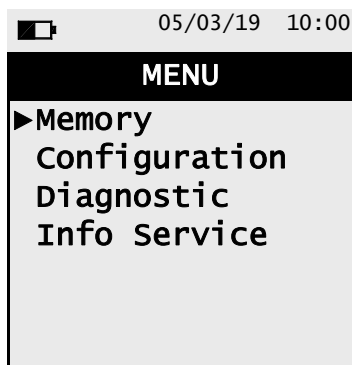 05/03/19 10:00
MENU
▶Memory
Configuration
Diagnostic
Info Service